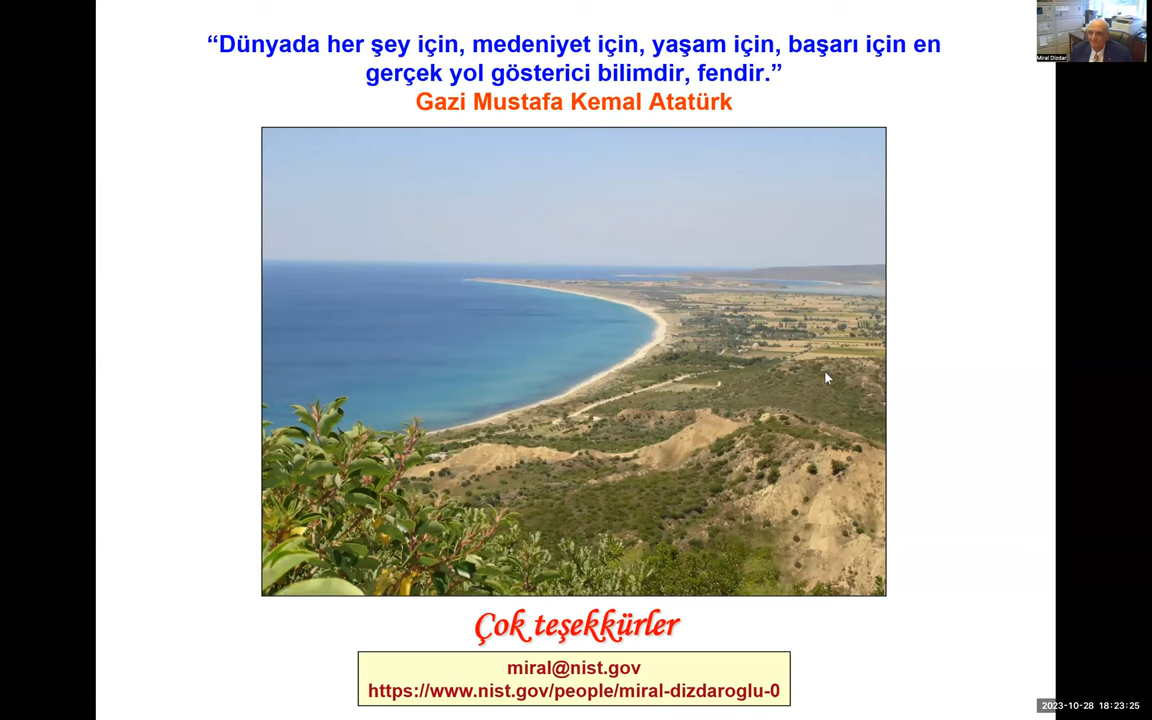 “Dünyada her şey için, medeniyet için, yaşam için, başarı için en
gerçek yol gösterici bilimdir, fendir.”
Gazi Mustafa Kemal Atatürk
Miral Dizdar
Çok teşekkürler
miral@nist.gov
https://www.nist.gov/people/miral-dizdaroglu-0
2023-10-28 18:23:25